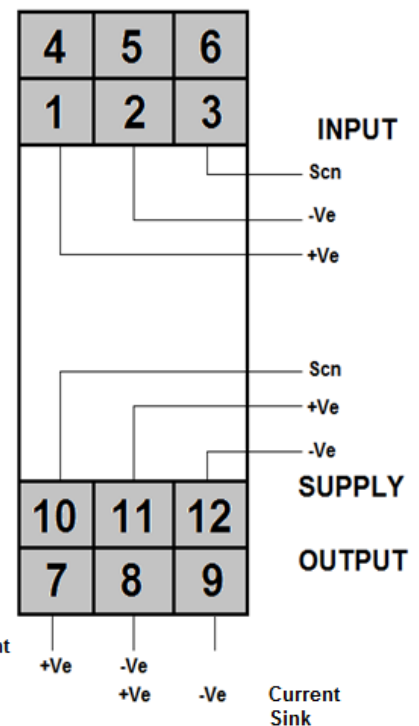 4 5 6
1 2 3
INPUT
Scn
-Ve
+Ve
Scn
+Ve
-Ve
SUPPLY
10 11 12
OUTPUT
7 8 9
+Ve -Ve
+Ve -Ve Current
Sink